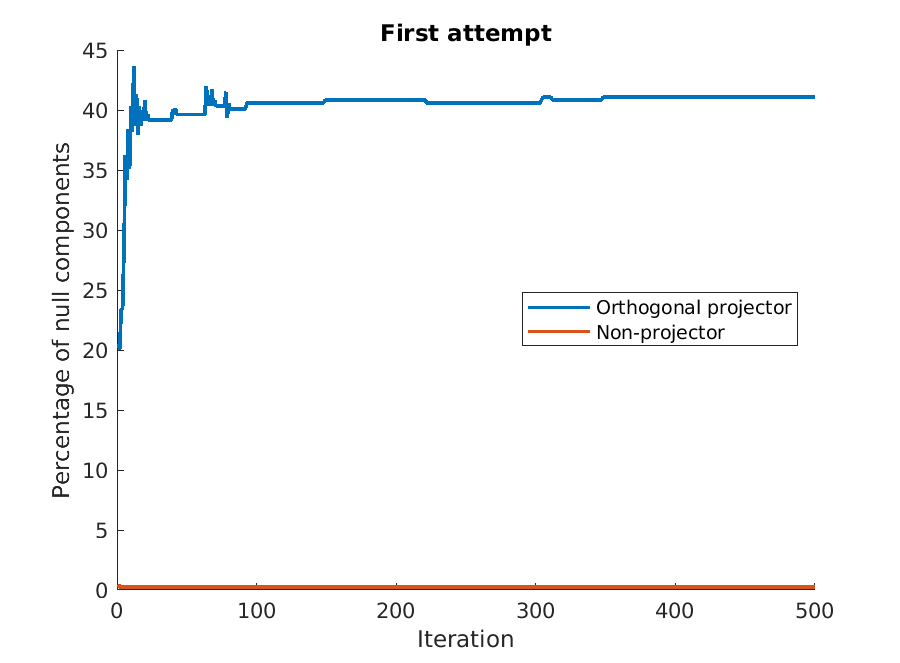 First attempt
Percentage of null components
45
40
35
30
25
20
15
10
5
0
Orthogonal projector
Non-projector
0 100 200 300 400 500
Iteration